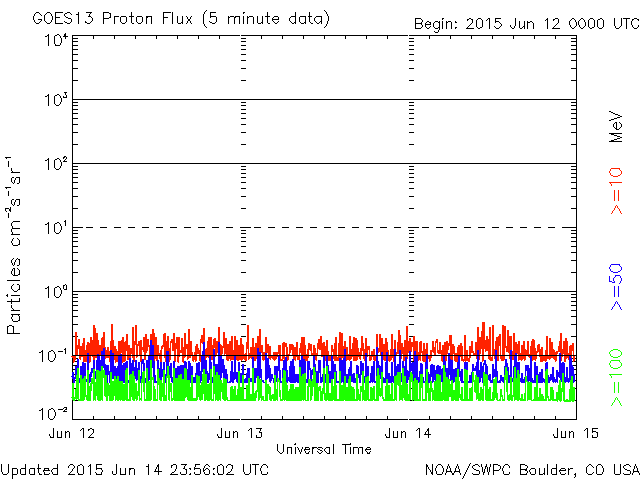 GOES13 Proton Flux (5 minute data)
Begin: 2015 Jun 12 0000 UTC
Particles cm⁻²s⁻¹sr⁻¹
10⁴
10³
10²
10¹
10⁰
10⁻¹
10⁻²
MeV
>=10
>=50
>=100
Jun 12
Jun 13
Jun 14
Jun 15
Universal Time
Updated 2015 Jun 14 23:56:02 UTC
NOAA/SWPC Boulder, CO USA